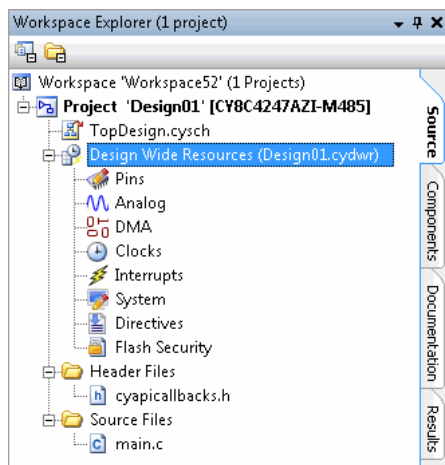 Workspace Explorer (1 project)
Workspace 'Workspace52' (1 Projects)
Project 'Design01' [CY8C4247AZI-M485]
TopDesign.cysch
Design Wide Resources (Design01.cydwr)
Pins
Analog
DMA
Clocks
Interrupts
System
Directives
Flash Security
Header Files
h cyapicallbacks.h
Source Files
C main.c
Source
Components
Documentation
Results